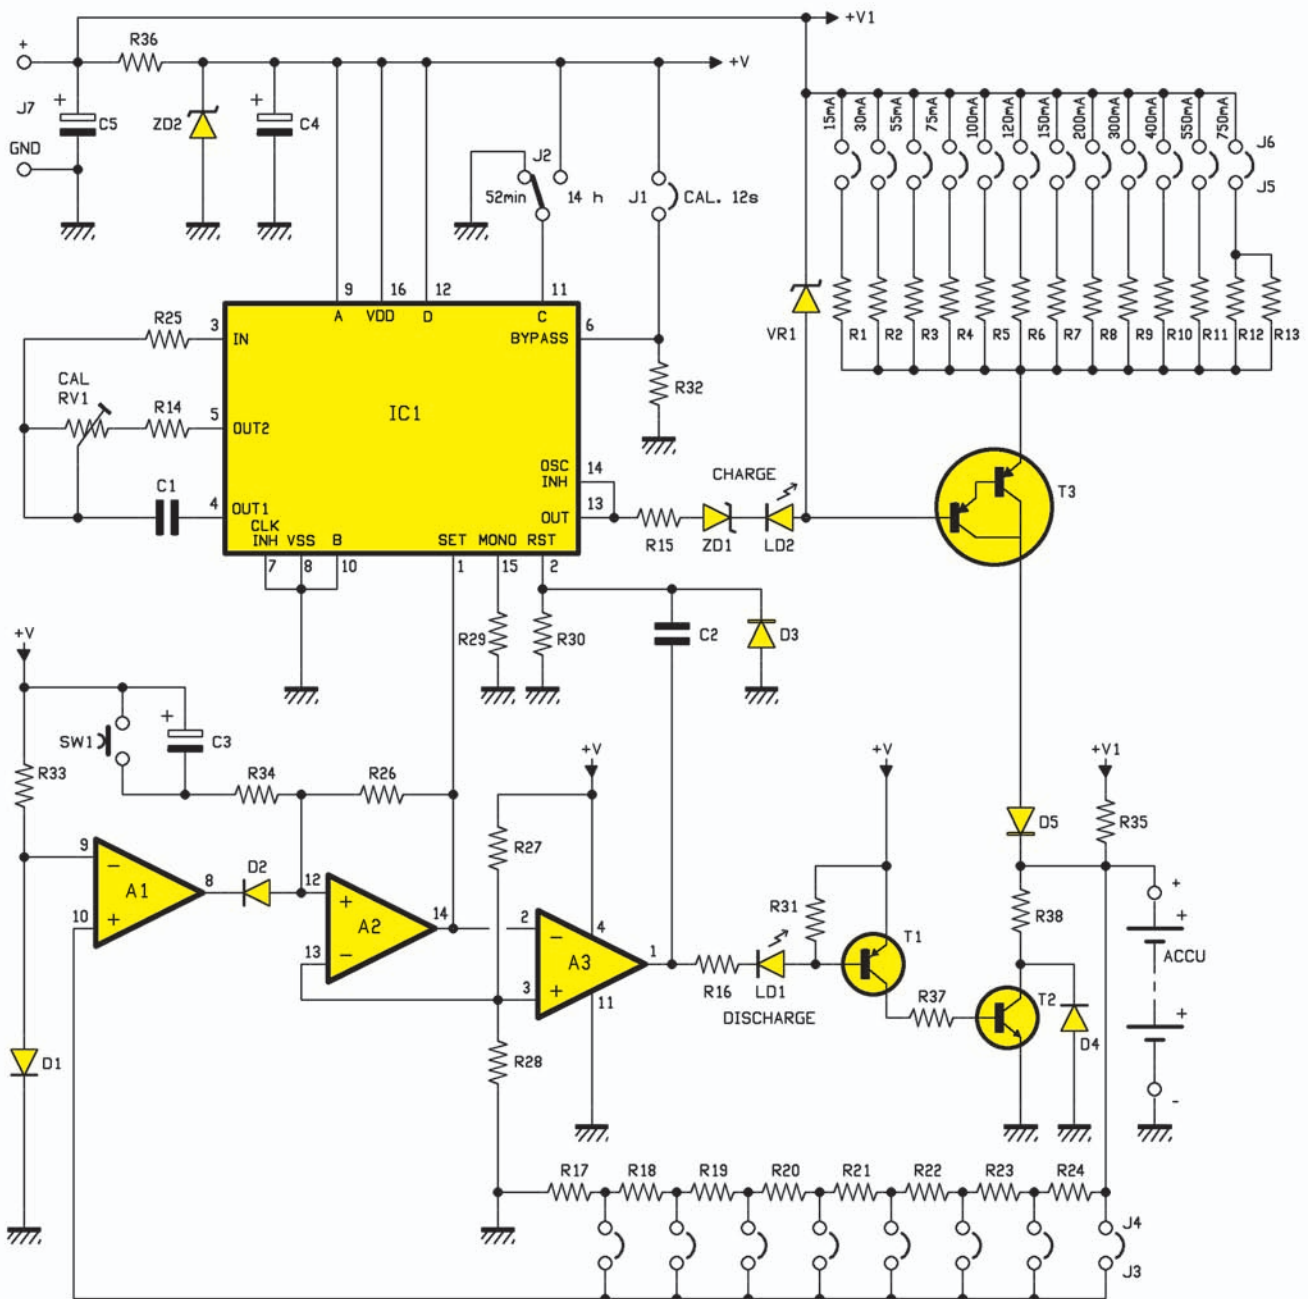 +V1
+ R36
+V
J7 + C5 ZD2 + C4
GND
J2
52min 14 h
J1 CAL. 12s
15mA 30mA 55mA 75mA 100mA 120mA 150mA 200mA 300mA 400mA 550mA 750mA
J6
J5
9 16 12 11
A VDD D C
R25 3 IN
BYPASS 6
VR1
R1 R2 R3 R4 R5 R6 R7 R8 R9 R10 R11 R12 R13
CAL
RV1
R14 5 OUT2
IC1
R32
C1 4 OUT1
OSC
INH 14
OUT 13
CHARGE
R15 ZD1 LD2
T3
CLK
INH VSS B SET MONO RST
7 8 10 1 15 2
R29 R30 C2 D3
+V
SW1 + C3
R33 R34 R26
+V
+V
+V1
R27
D5 R35
9 −
A1 8
10 +
D2
12 +
A2 14
13 −
2 −
A3 1
3 +
4
11
R16 LD1
DISCHARGE
R31 T1
R37 T2
R38
D4
+
+
ACCU
+
-
D1
R28
R17 R18 R19 R20 R21 R22 R23 R24
J4
J3